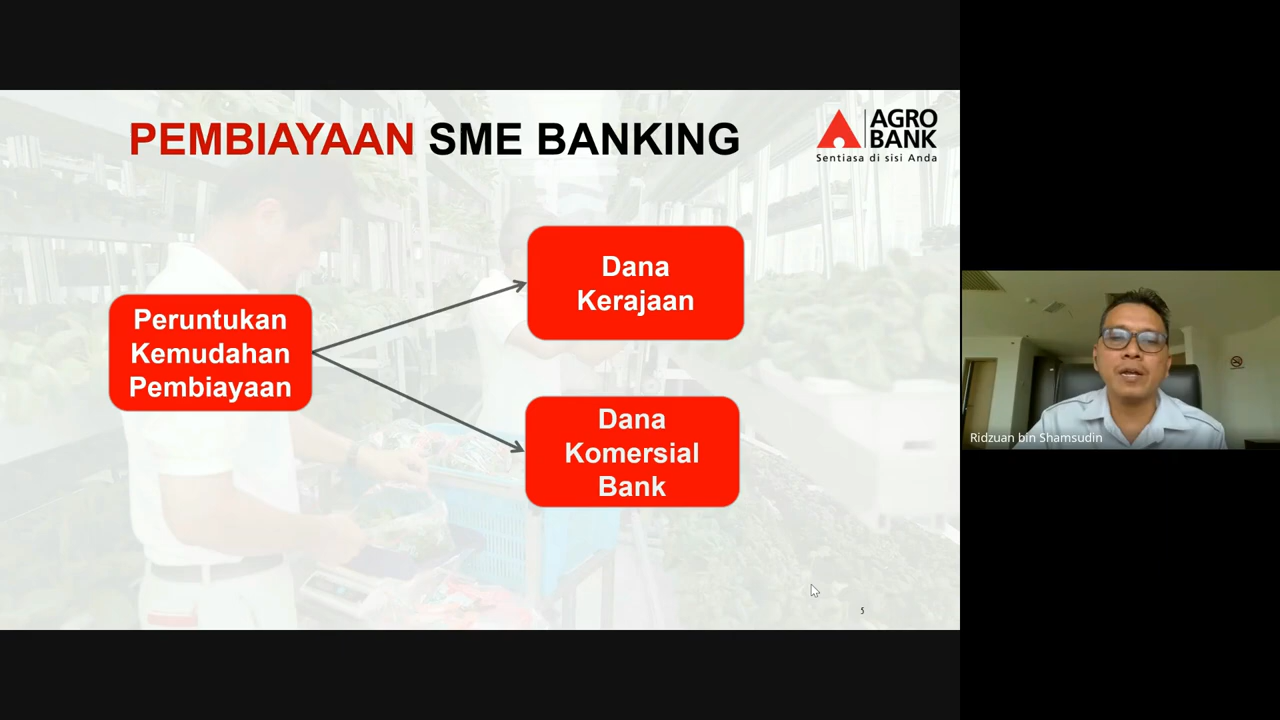 PEMBIAYAAN SME BANKING
AGRO
BANK
Sentiasa di sisi Anda
Peruntukan
Kemudahan
Pembiayaan
Dana
Kerajaan
Dana
Komersial
Bank
5
Ridzuan bin Shamsudin